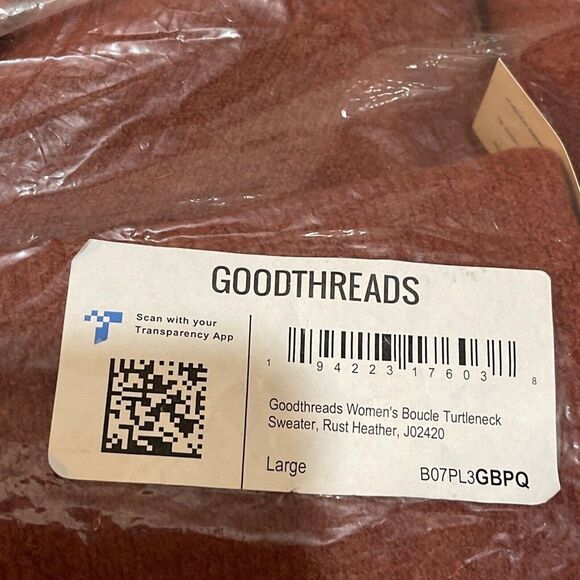 GOODTHREADS
Scan with your
Transparency App
1 94223 17603 8
Goodthreads Women's Boucle Turtleneck
Sweater, Rust Heather, J02420
Large
B07PL3GBPQ